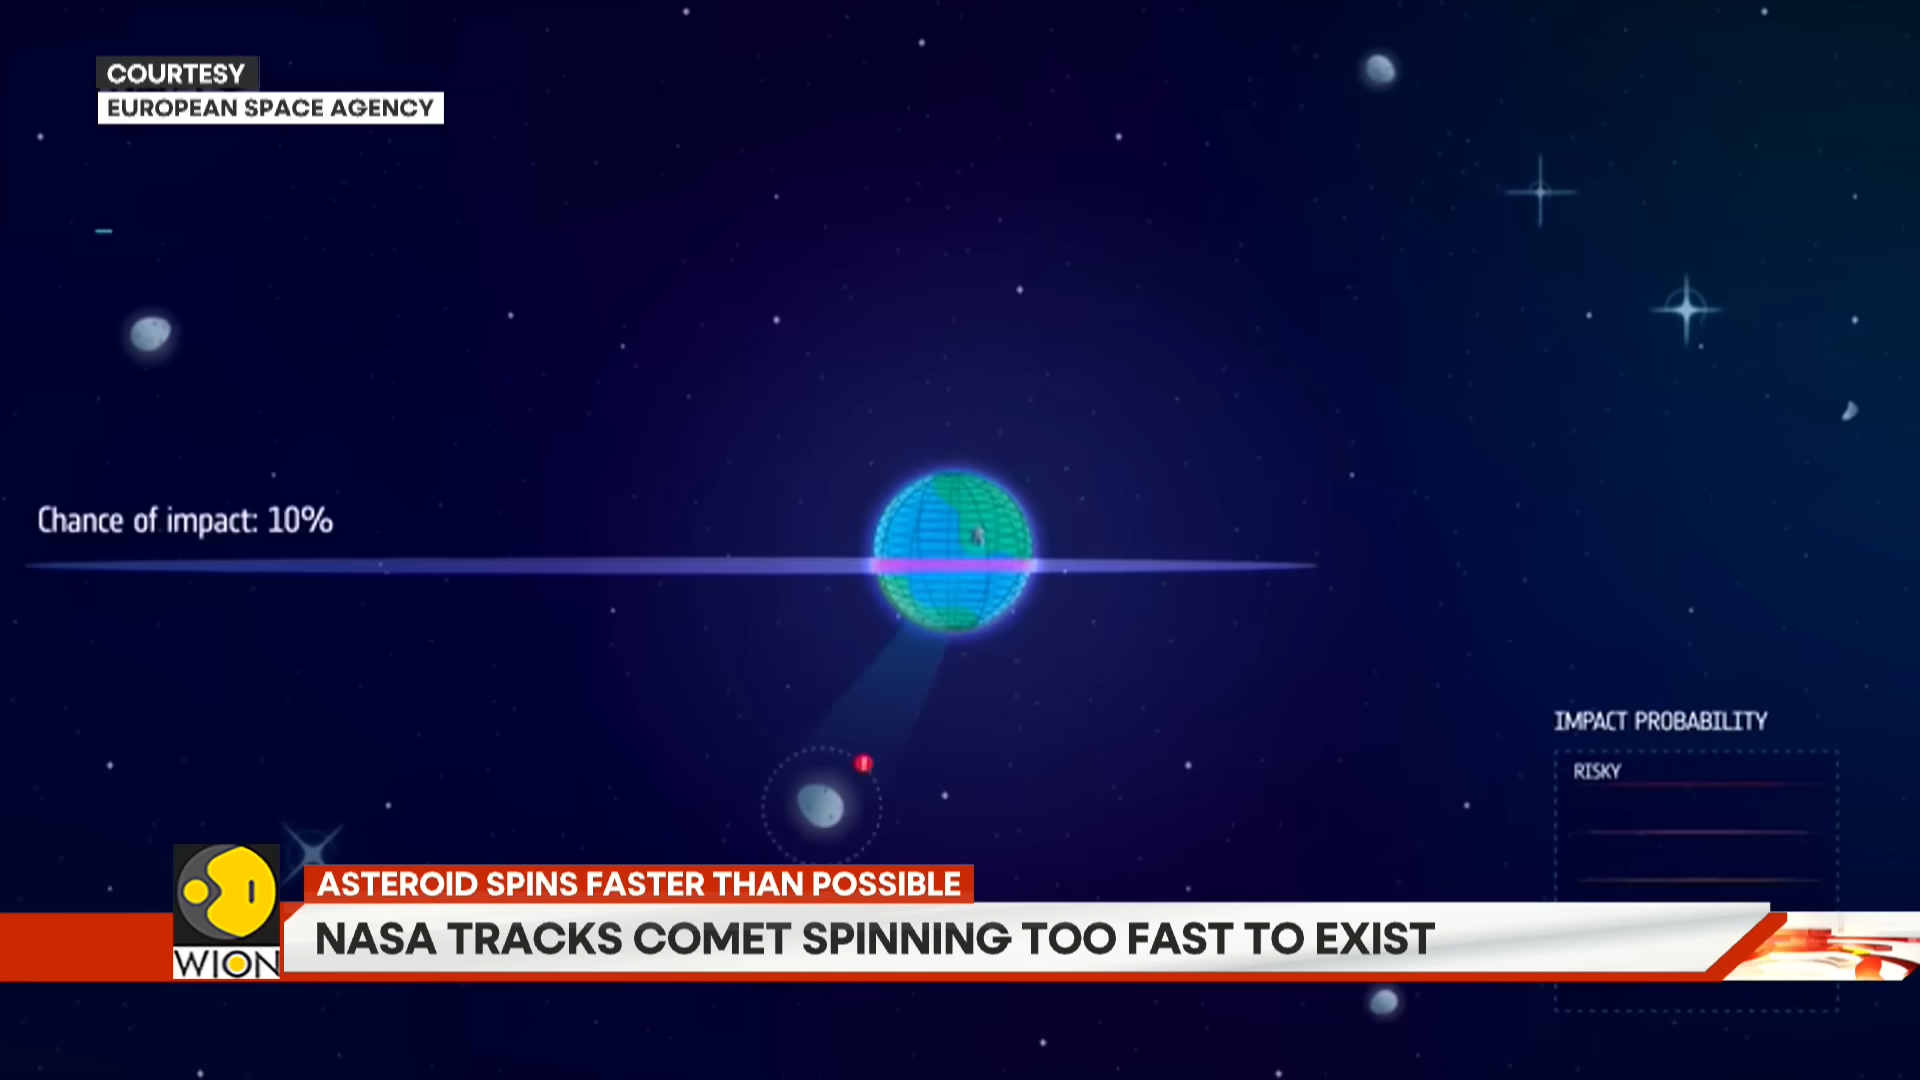 COURTESY
EUROPEAN SPACE AGENCY
Chance of impact: 10%
IMPACT PROBABILITY
RISKY
ASTEROID SPINS FASTER THAN POSSIBLE
NASA TRACKS COMET SPINNING TOO FAST TO EXIST
WION